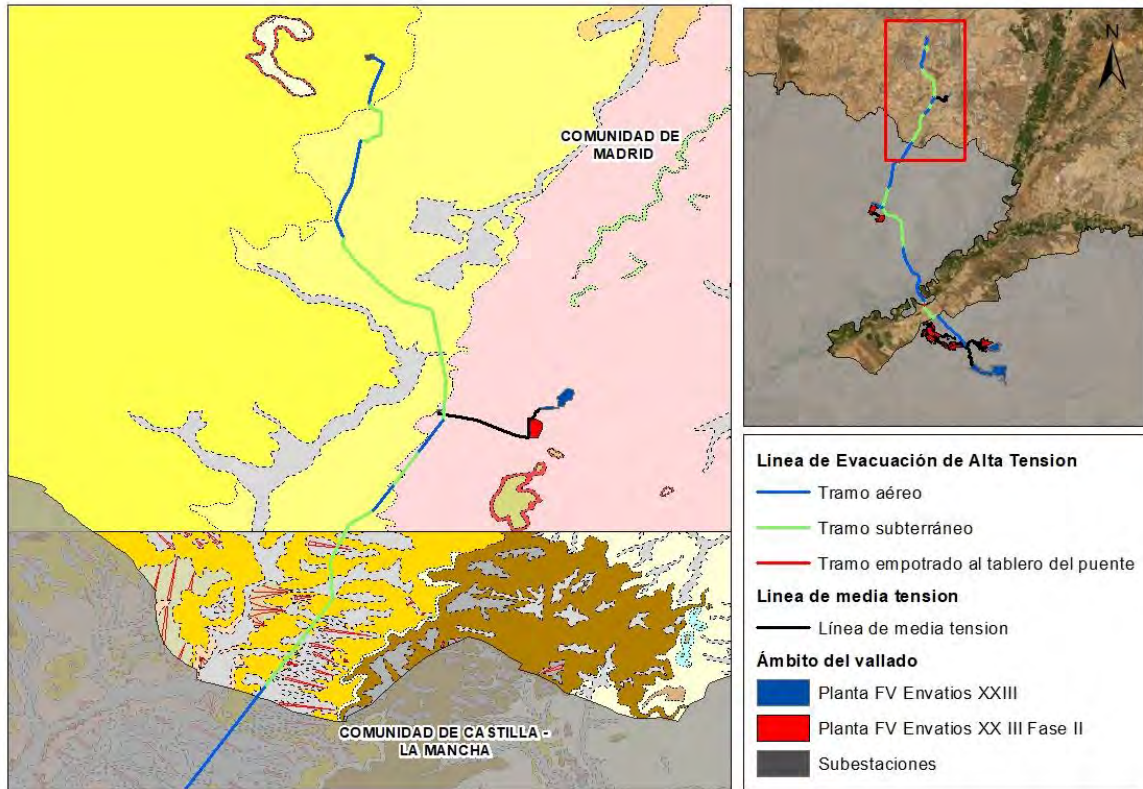 COMUNIDAD DE
MADRID
COMUNIDAD DE CASTILLA -
LA MANCHA
N
Linea de Evacuación de Alta Tension
Tramo aéreo
Tramo subterráneo
Tramo empotrado al tablero del puente
Linea de media tension
Línea de media tension
Ámbito del vallado
Planta FV Envatios XXIII
Planta FV Envatios XX III Fase II
Subestaciones